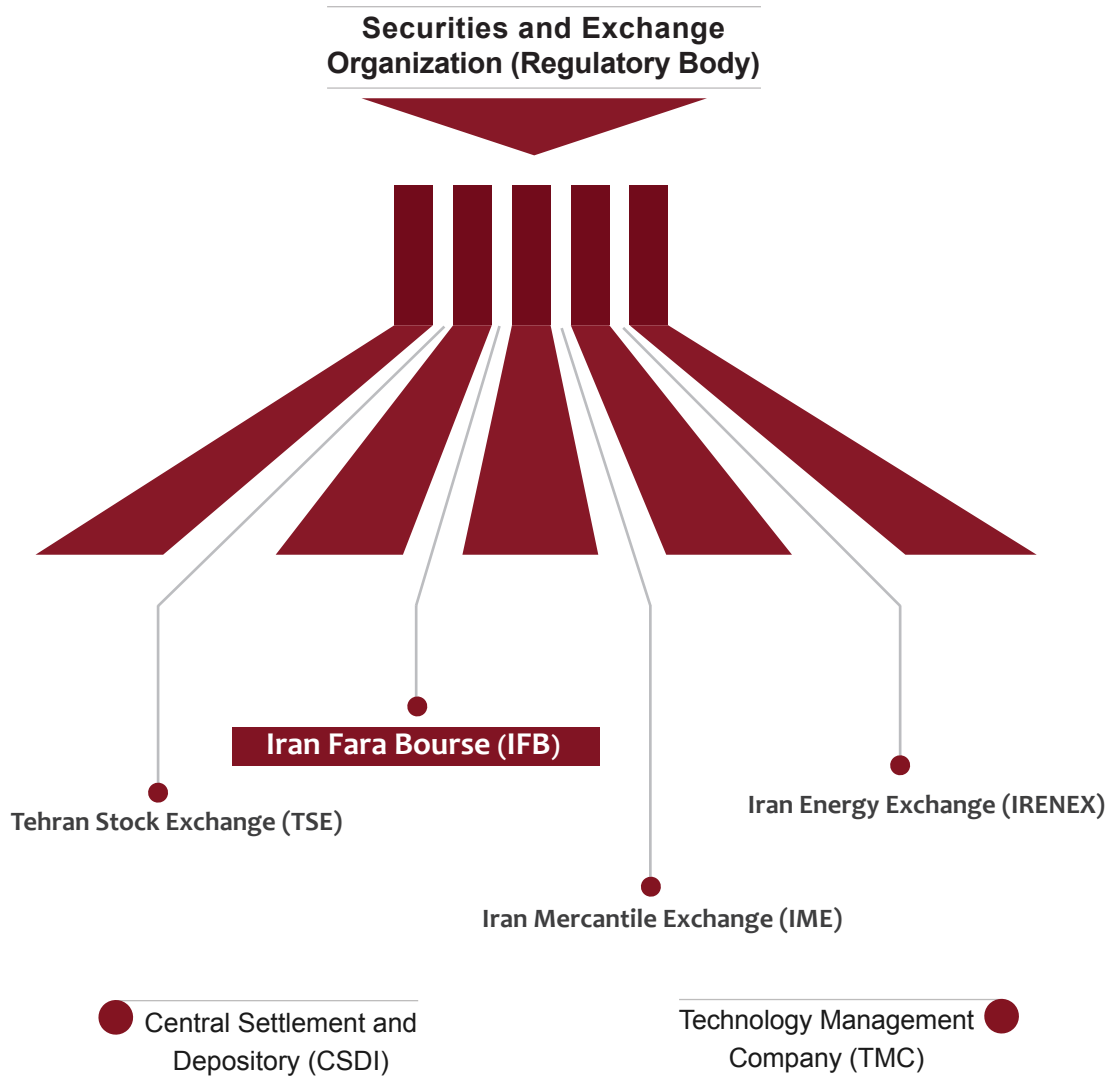 Securities and Exchange
Organization (Regulatory Body)
Iran Fara Bourse (IFB)
Tehran Stock Exchange (TSE)
Iran Energy Exchange (IRENEX)
Iran Mercantile Exchange (IME)
Central Settlement and
Depository (CSDI)
Technology Management
Company (TMC)